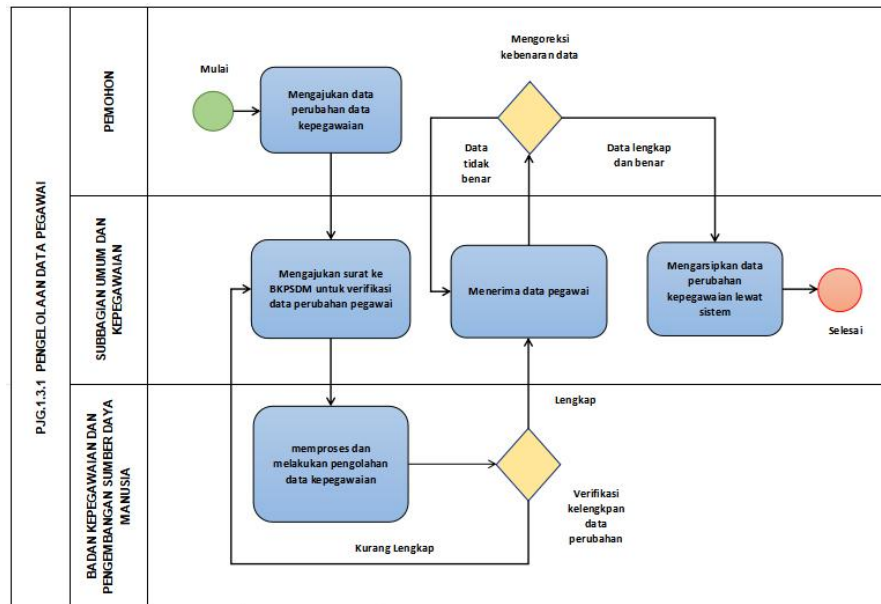 PJG.1.3.1 PENGELOLAAN DATA PEGAWAI
PEMOHON
Mulai
Mengajukan data
perubahan data
kepegawaian
Mengoreksi
kebenaran data
Data
tidak
benar
Data lengkap
dan benar
SUBBAGIAN UMUM DAN
KEPEGAWAIAN
Mengajukan surat ke
BKPSDM untuk verifikasi
data perubahan pegawai
Menerima data pegawai
Mengarsipkan data
perubahan
kepegawaian lewat
sistem
Selesai
BADAN KEPEGAWAIAN DAN
PENGEMBANGAN SUMBER DAYA
MANUSIA
memproses dan
melakukan pengolahan
data kepegawaian
Lengkap
Verifikasi
kelengkpan
data
perubahan
Kurang Lengkap